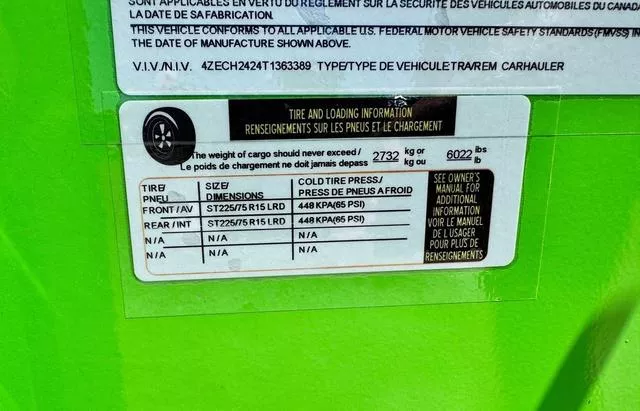 SONT APPLICABLES EN VERTU DU REGLEMENT SUR LA SECURITE DES VEHICULES AUTOMOBILES DU CANADA
LA DATE DE SA FABRICATION.
THIS VEHICLE CONFORMS TO ALL APPLICABLE U.S. FEDERAL MOTOR VEHICLE SAFETY STANDARDS (FMVSS) IN
THE DATE OF MANUFACTURE SHOWN ABOVE.
V.I.V./N.I.V. 4ZECH2424T1363389 TYPE/TYPE DE VEHICULE:TRA/REM CARHAULER
TIRE AND LOADING INFORMATION
RENSEIGNEMENTS SUR LES PNEUS ET LE CHARGEMENT
The weight of cargo should never exceed / 2732 kg or 6022 lbs
Le poids de chargement ne doit jamais depass kg ou lb
TIRE/ PNEU SIZE/ DIMENSIONS COLD TIRE PRESS./ PRESS DE PNEUS A FROID
FRONT / AV ST225/75 R15 LRD 448 KPA(65 PSI)
REAR / INT ST225/75 R15 LRD 448 KPA(65 PSI)
N/A N/A N/A
N/A N/A N/A
SEE OWNER'S
MANUAL FOR
ADDITIONAL
INFORMATION
VOIR LE MANUEL
DE L'USAGER
POUR PLUS DE
RENSEIGNEMENTS